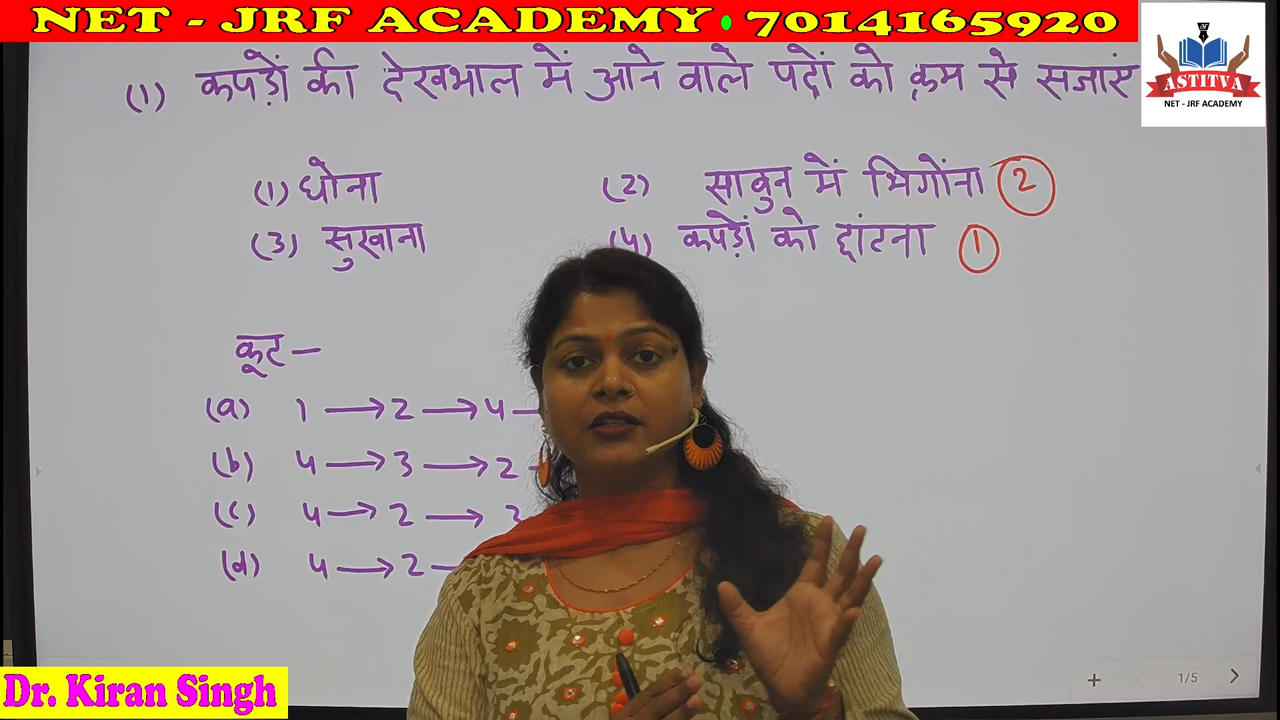 NET - JRF ACADEMY • 7014165920
ASTITVA
NET - JRF ACADEMY
(1) कपड़ों की देखभाल में आने वाले पदों को क्रम से सजाएं
(1) धोना (2) साबुन में भिगोंना 2
(3) सुखाना (4) कपड़ों को छांटना 1
कूट –
(a) 1 → 2 → 4 –
(b) 4 → 3 → 2 –
(c) 4 → 2 → 3
(d) 4 → 2 –
Dr. Kiran Singh
+ 1/5 >